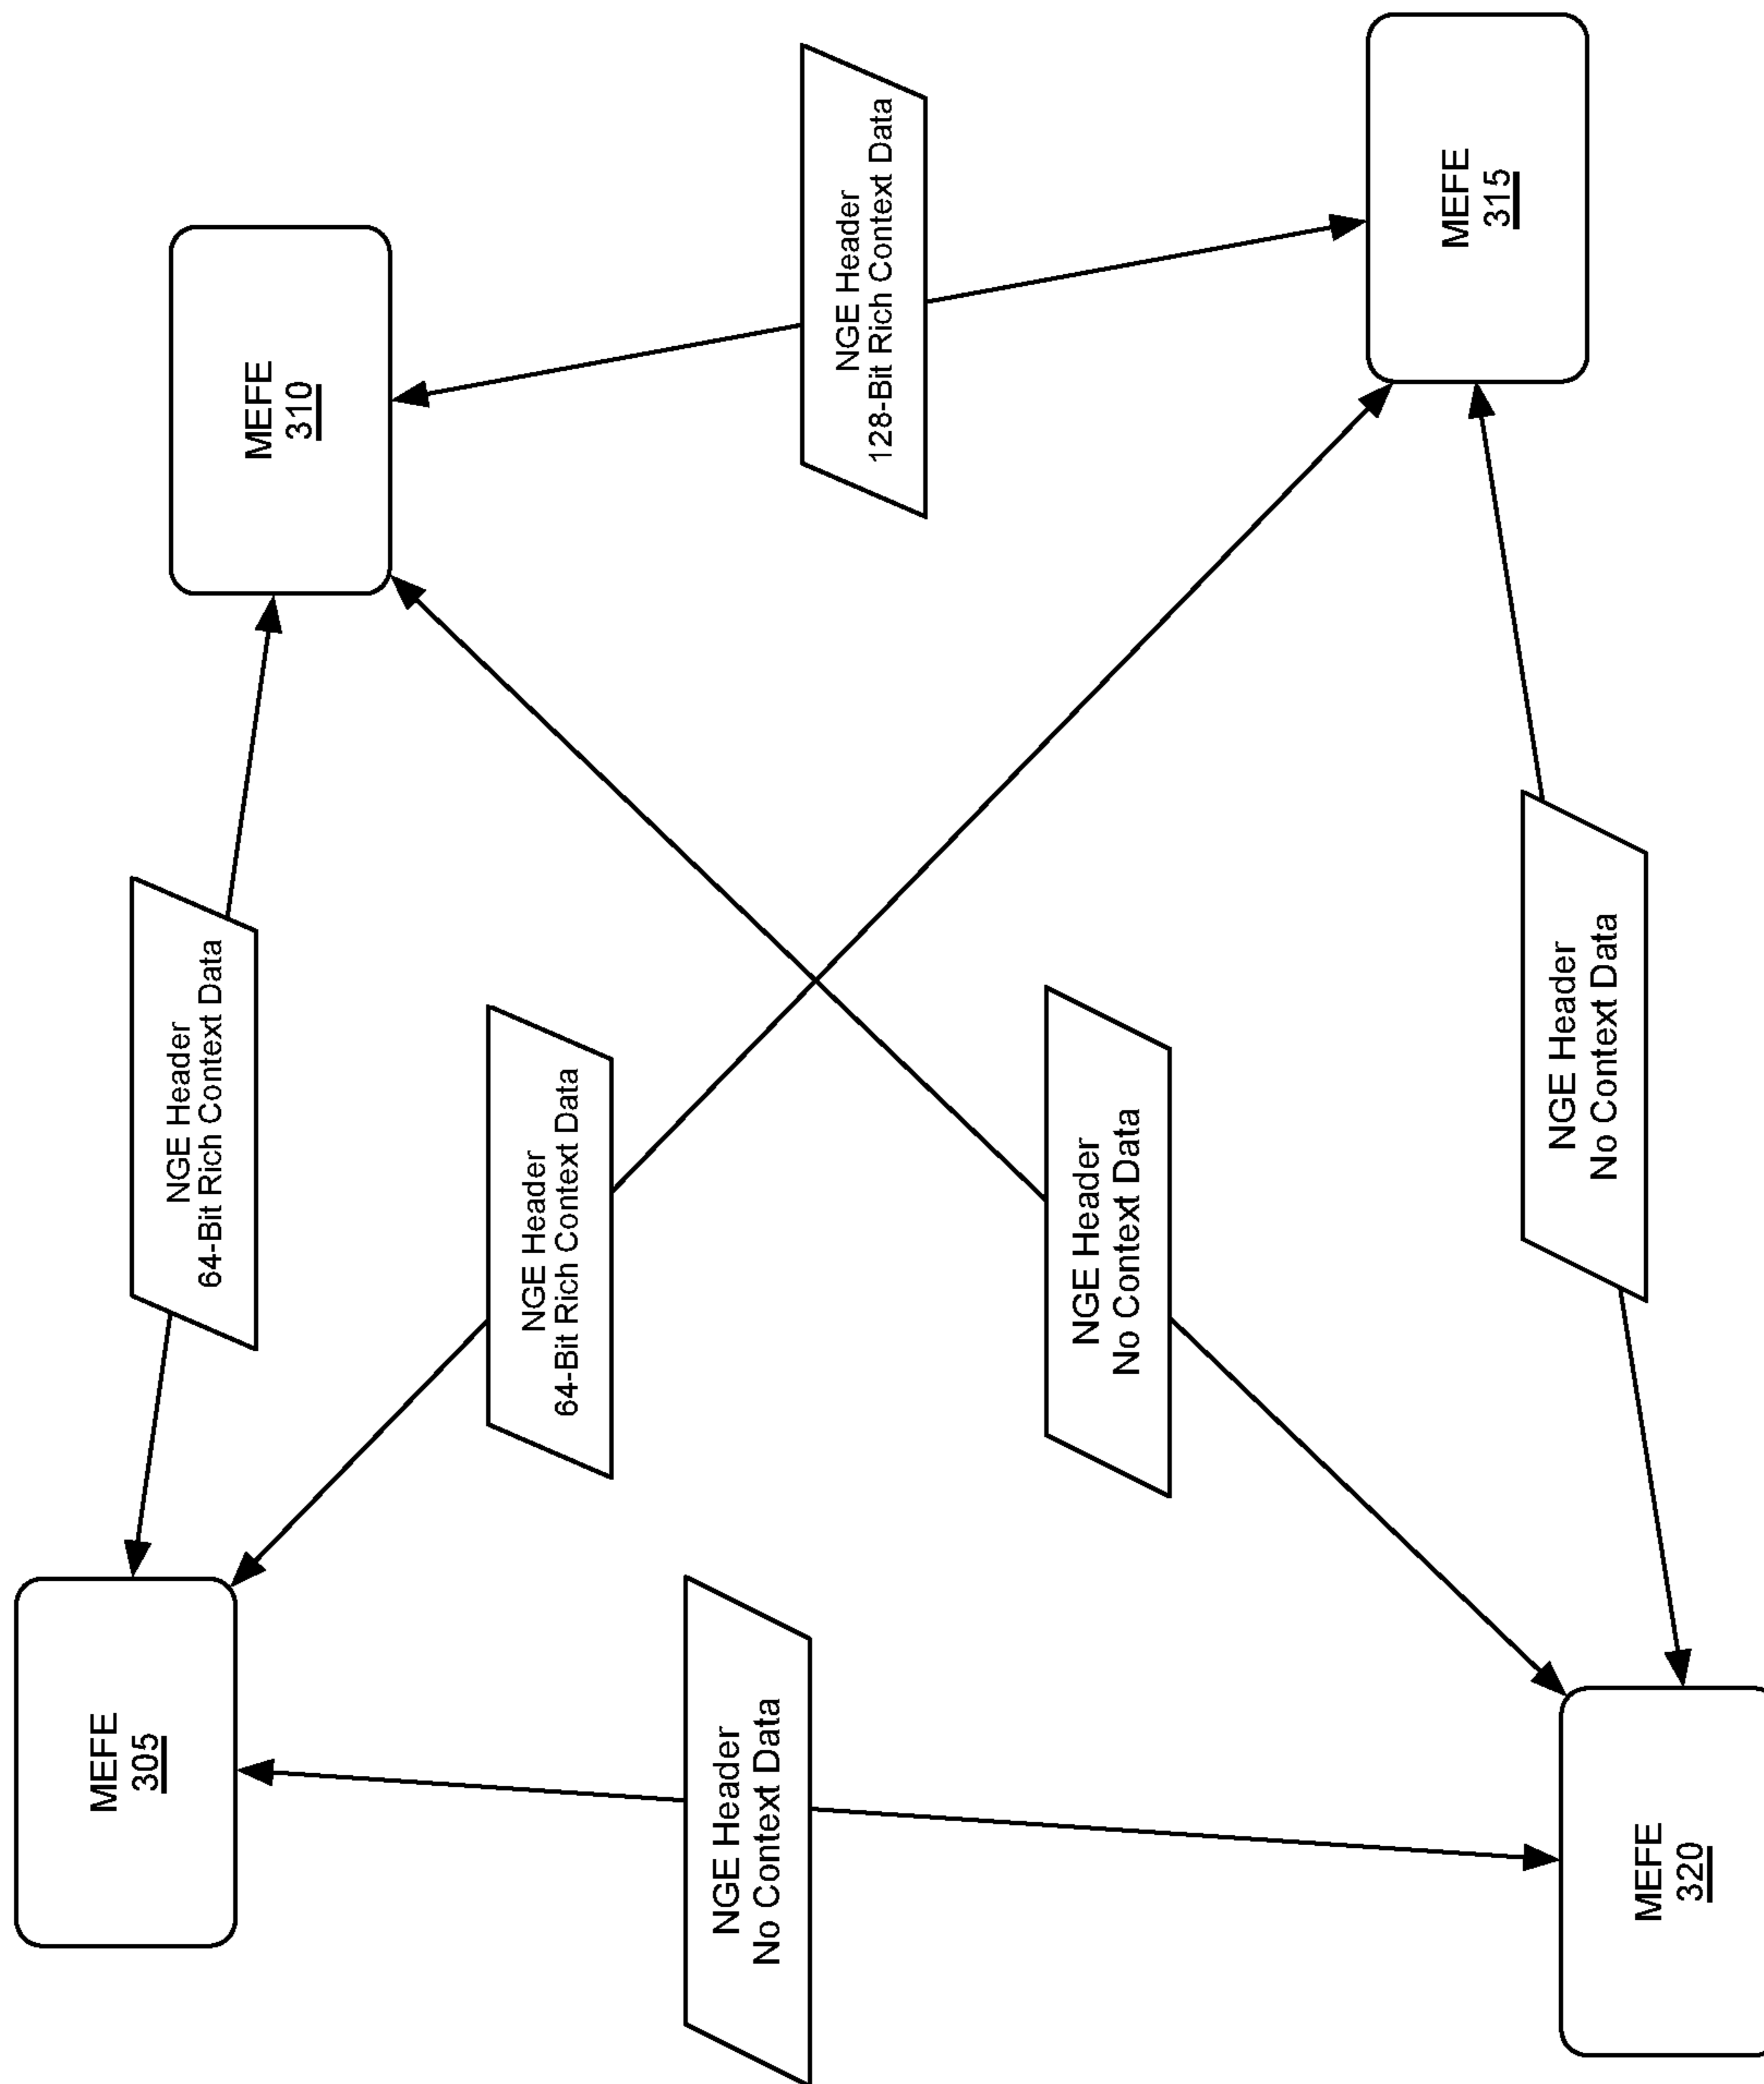 MEFE
305
NGE Header
64-Bit Rich Context Data
MEFE
310
NGE Header
64-Bit Rich Context Data
NGE Header
No Context Data
NGE Header
128-Bit Rich Context Data
NGE Header
No Context Data
MEFE
315
NGE Header
No Context Data
MEFE
320